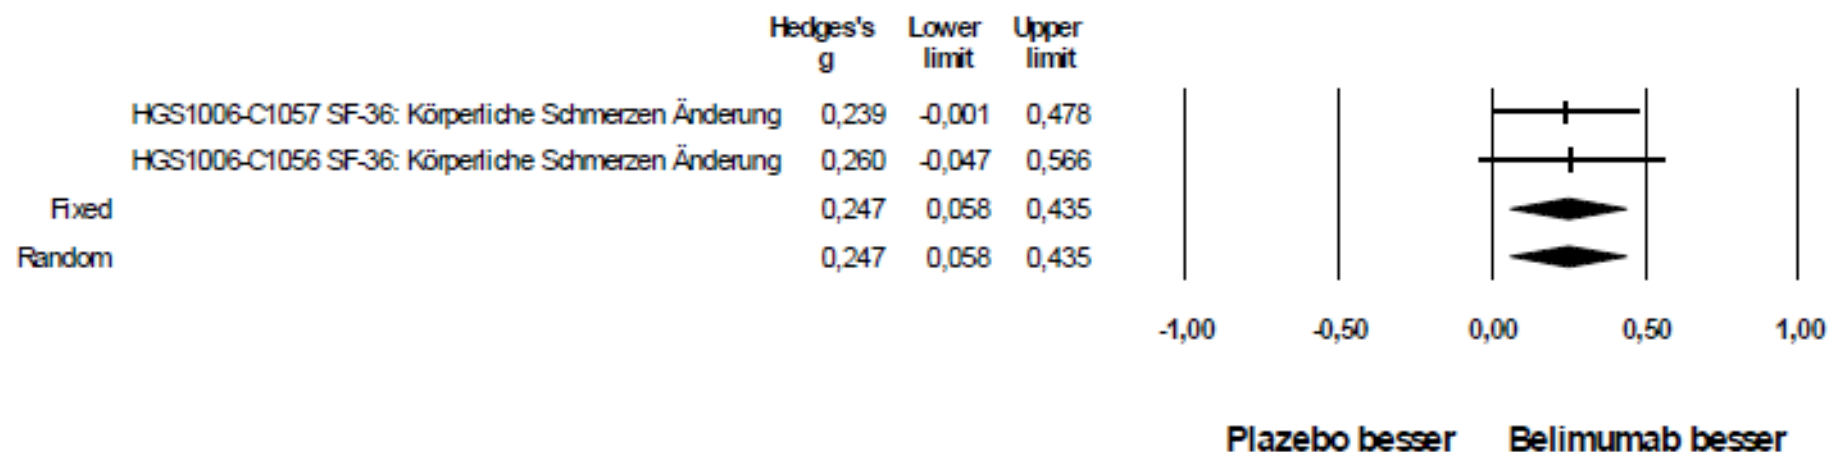 Hedges's Lower Upper
g limit limit
HGS1006-C1057 SF-36: Körperliche Schmerzen Änderung 0,239 -0,001 0,478
HGS1006-C1056 SF-36: Körperliche Schmerzen Änderung 0,260 -0,047 0,566
Fixed 0,247 0,058 0,435
Random 0,247 0,058 0,435
-1,00 -0,50 0,00 0,50 1,00
Plazebo besser Belimumab besser